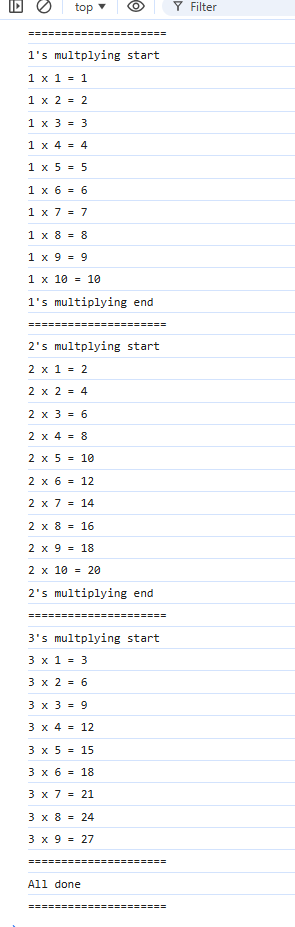 top ▼ Filter
=====================
1's multplying start
1 x 1 = 1
1 x 2 = 2
1 x 3 = 3
1 x 4 = 4
1 x 5 = 5
1 x 6 = 6
1 x 7 = 7
1 x 8 = 8
1 x 9 = 9
1 x 10 = 10
1's multiplying end
=====================
2's multplying start
2 x 1 = 2
2 x 2 = 4
2 x 3 = 6
2 x 4 = 8
2 x 5 = 10
2 x 6 = 12
2 x 7 = 14
2 x 8 = 16
2 x 9 = 18
2 x 10 = 20
2's multiplying end
=====================
3's multplying start
3 x 1 = 3
3 x 2 = 6
3 x 3 = 9
3 x 4 = 12
3 x 5 = 15
3 x 6 = 18
3 x 7 = 21
3 x 8 = 24
3 x 9 = 27
=====================
All done
=====================